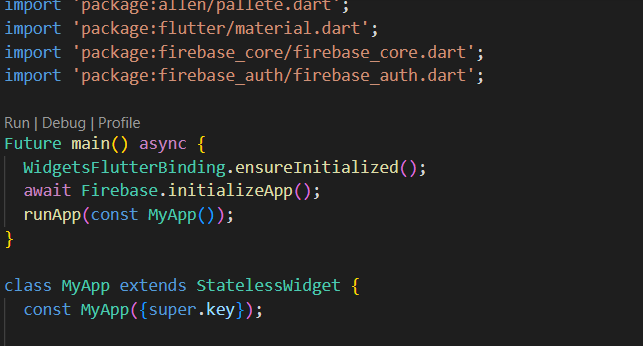 import 'package:allen/pallete.dart';
import 'package:flutter/material.dart';
import 'package:firebase_core/firebase_core.dart';
import 'package:firebase_auth/firebase_auth.dart';
Run | Debug | Profile
Future main() async {
WidgetsFlutterBinding.ensureInitialized();
await Firebase.initializeApp();
runApp(const MyApp());
}
class MyApp extends StatelessWidget {
const MyApp({super.key});